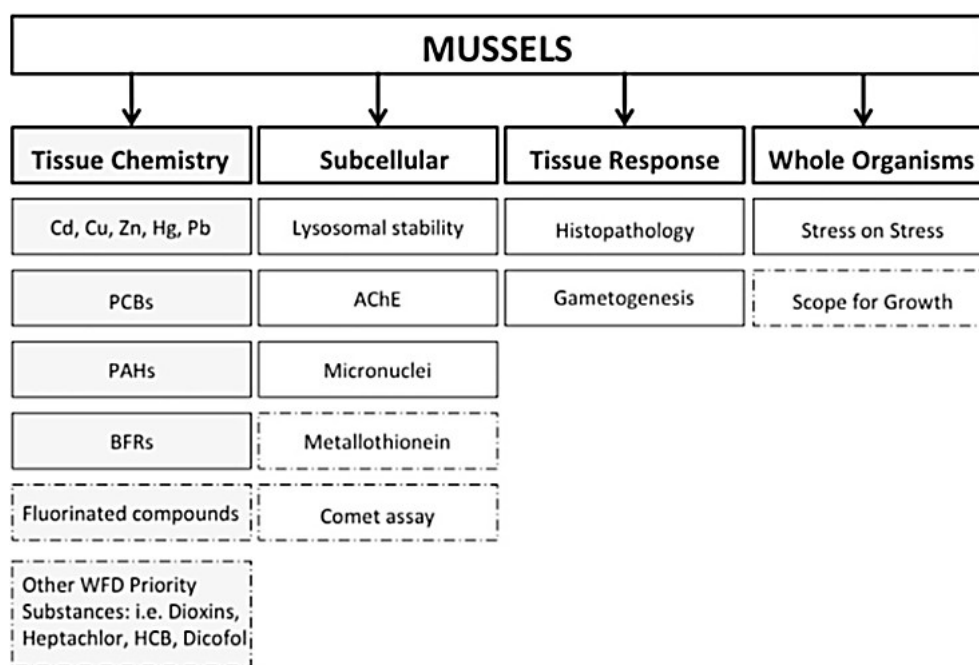 MUSSELS
Tissue Chemistry
Cd, Cu, Zn, Hg, Pb
PCBs
PAHs
BFRs
Fluorinated compounds
Other WFD Priority
Substances: i.e. Dioxins,
Heptachlor, HCB, Dicofol
Subcellular
Lysosomal stability
AChE
Micronuclei
Metallothionein
Comet assay
Tissue Response
Histopathology
Gametogenesis
Whole Organisms
Stress on Stress
Scope for Growth